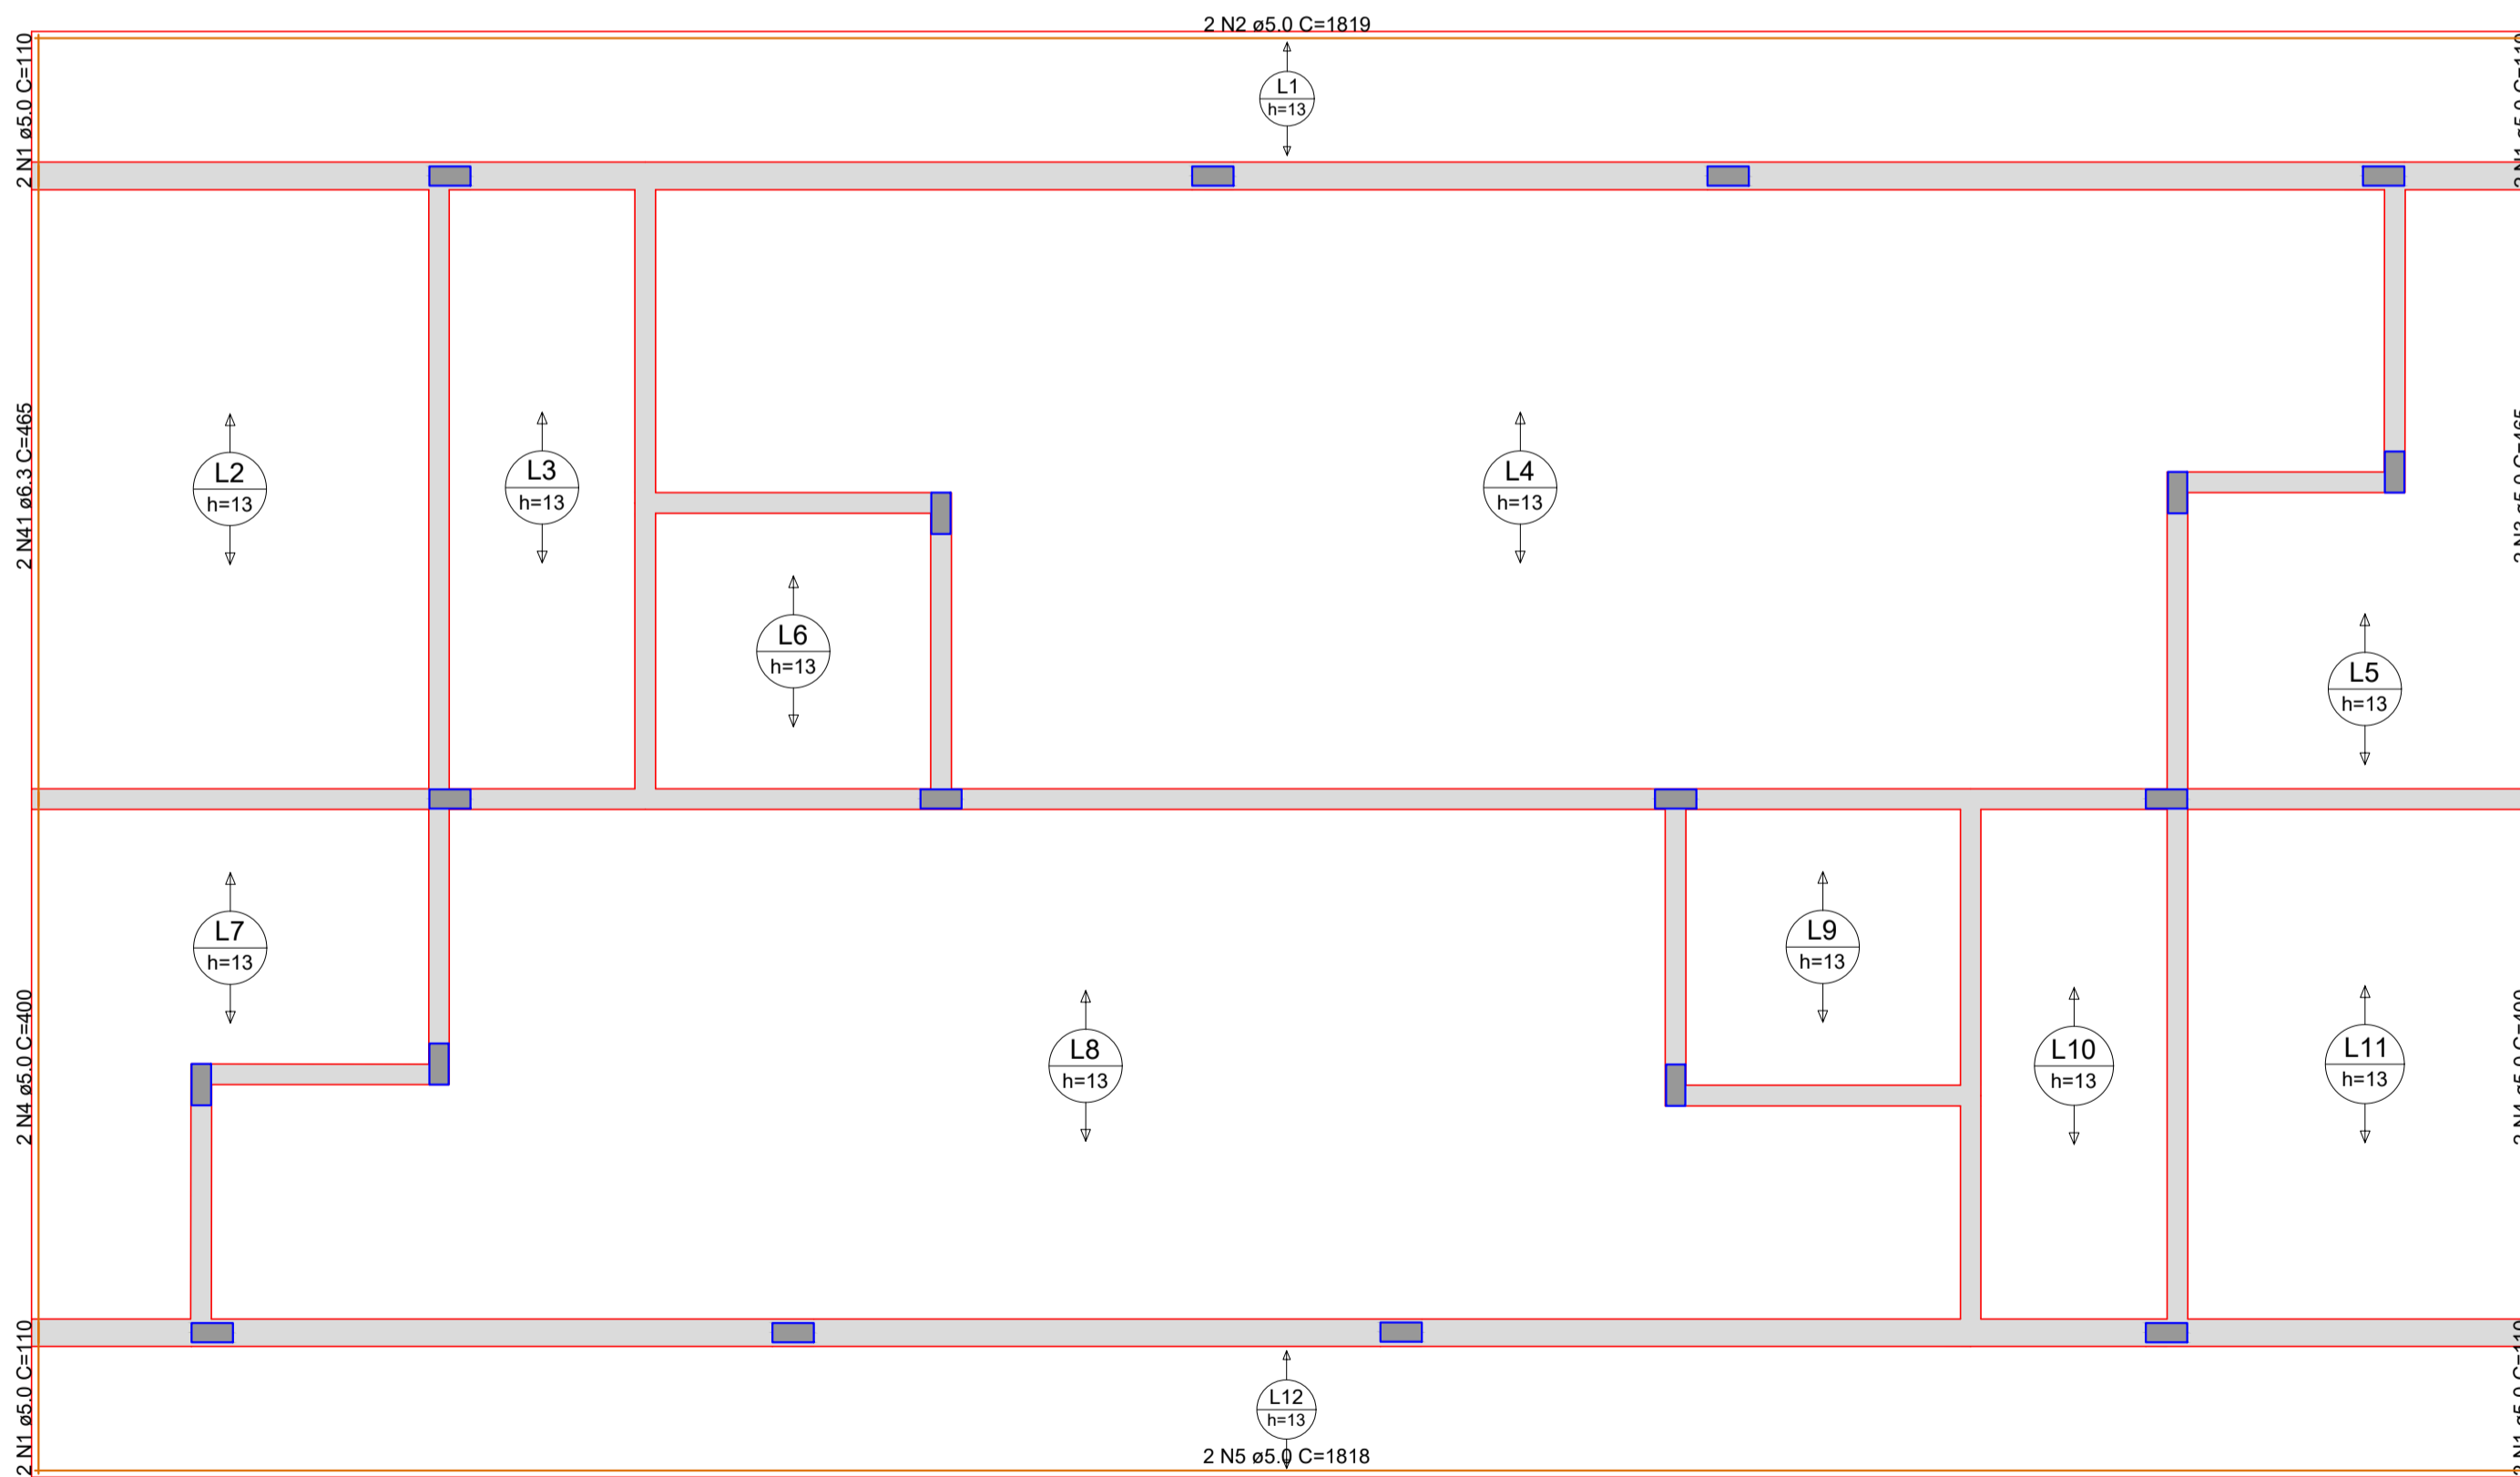 2 N2 ø5.0 C=1819
2 N1 ø5.0 C=110
L1
h=13
2 N41 ø6.3 C=465
L2
h=13
L3
h=13
L4
h=13
L6
h=13
L5
h=13
2 N4 ø5.0 C=400
L7
h=13
L9
h=13
L8
h=13
L10
h=13
L11
h=13
2 N1 ø5.0 C=110
L12
h=13
2 N5 ø5.0 C=1818